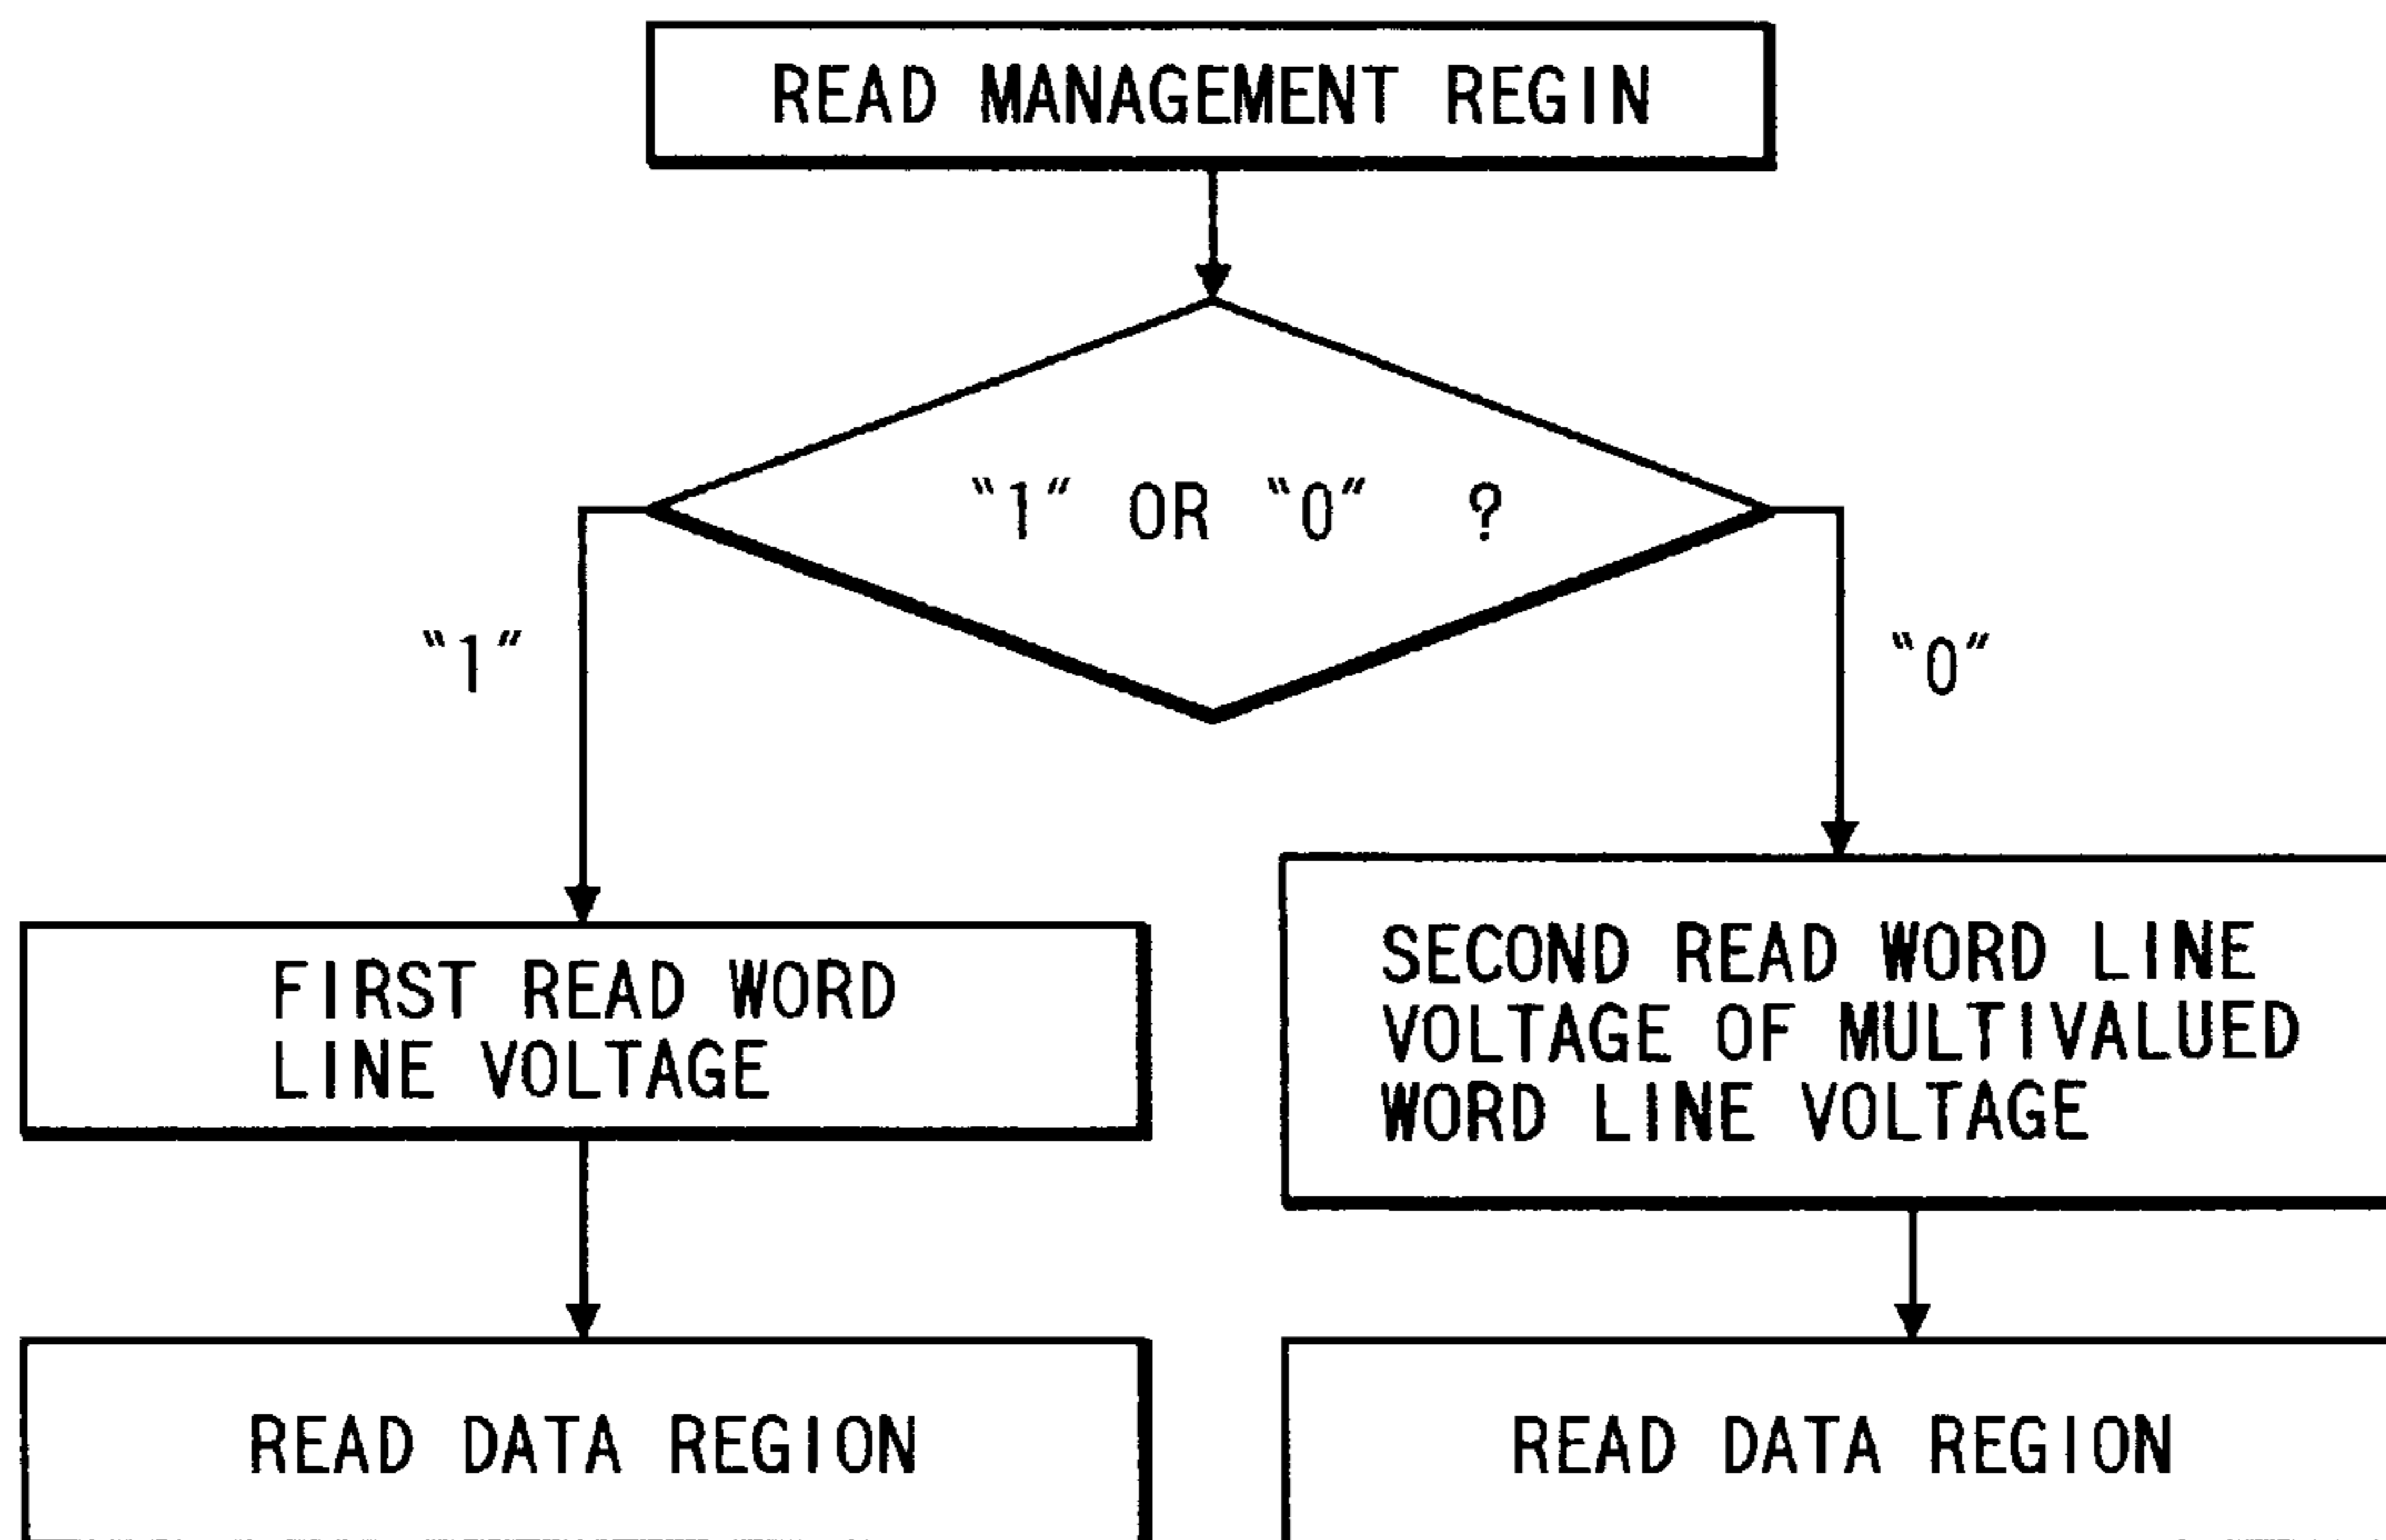 READ MANAGEMENT REGIN
“1” OR “0” ?
“1”
“0”
FIRST READ WORD
LINE VOLTAGE
SECOND READ WORD LINE
VOLTAGE OF MULTIVALUED
WORD LINE VOLTAGE
READ DATA REGION
READ DATA REGION